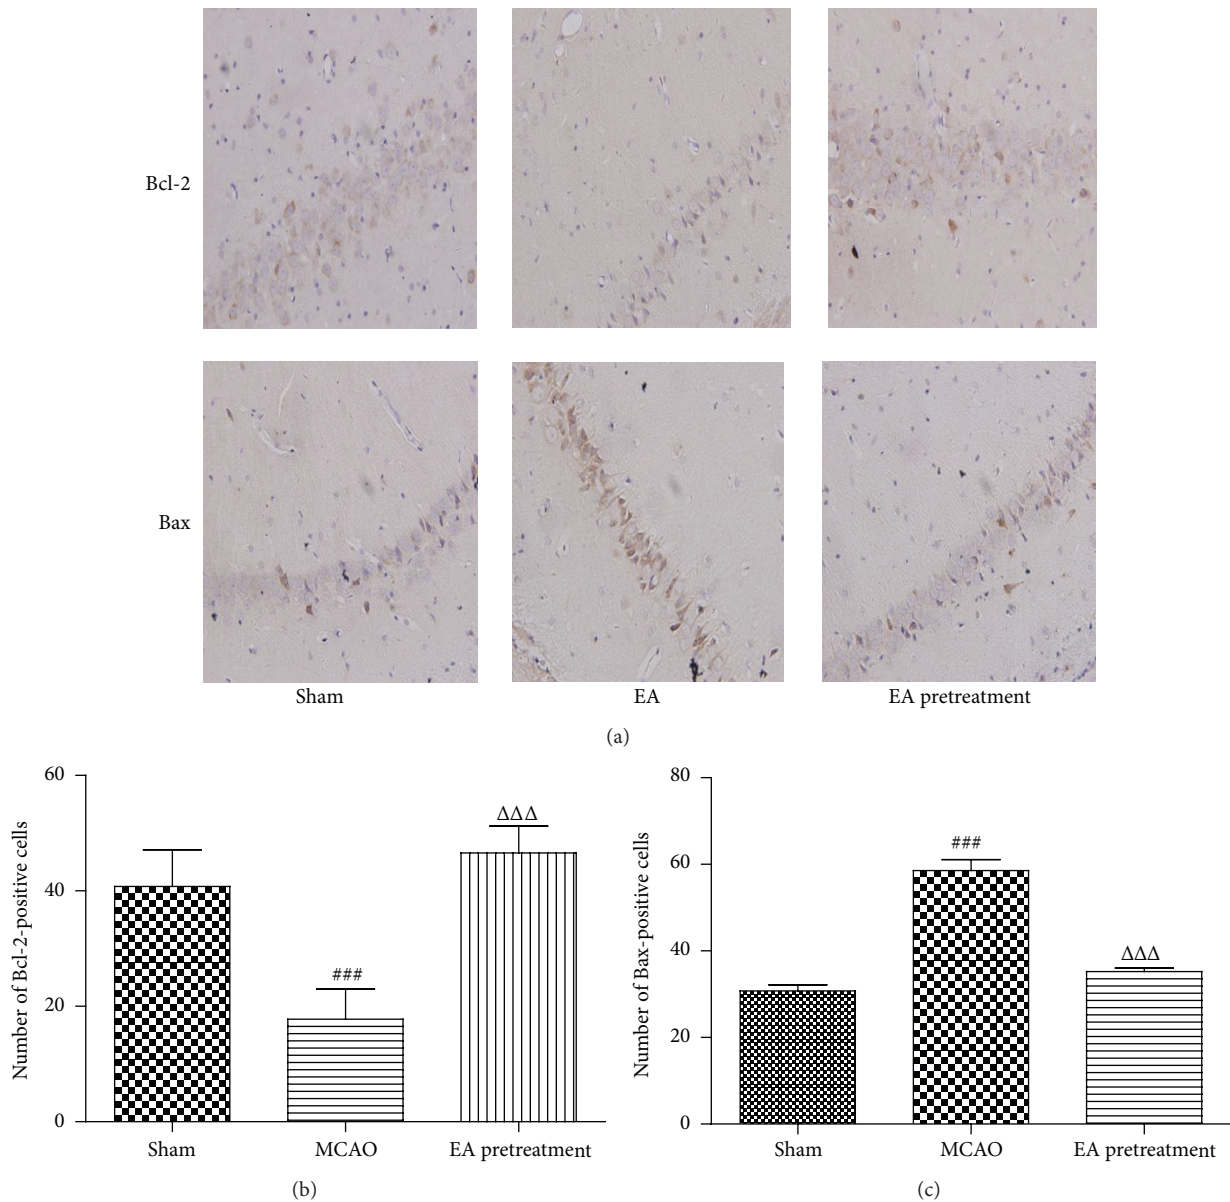 Bcl-2
Bax
Sham EA EA pretreatment
(a)
60
40
20
0
Number of Bcl-2-positive cells
###
ΔΔΔ
Sham MCAO EA pretreatment
(b)
80
60
40
20
0
Number of Bax-positive cells
###
ΔΔΔ
Sham MCAO EA pretreatment
(c)